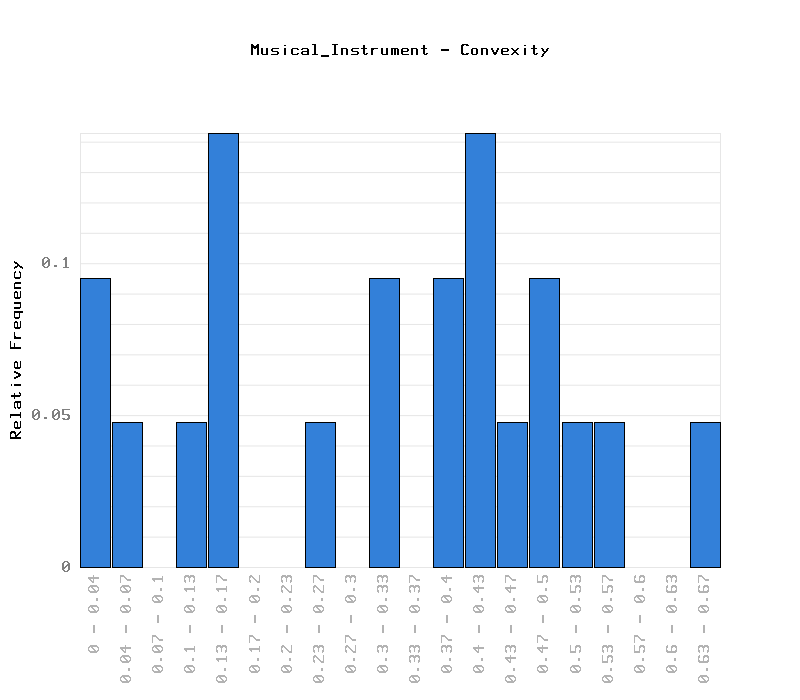 Musical_Instrument - Convexity
Relative Frequency
0.1
0.05
0
0 - 0.04
0.04 - 0.07
0.07 - 0.1
0.1 - 0.13
0.13 - 0.17
0.17 - 0.2
0.2 - 0.23
0.23 - 0.27
0.27 - 0.3
0.3 - 0.33
0.33 - 0.37
0.37 - 0.4
0.4 - 0.43
0.43 - 0.47
0.47 - 0.5
0.5 - 0.53
0.53 - 0.57
0.57 - 0.6
0.6 - 0.63
0.63 - 0.67